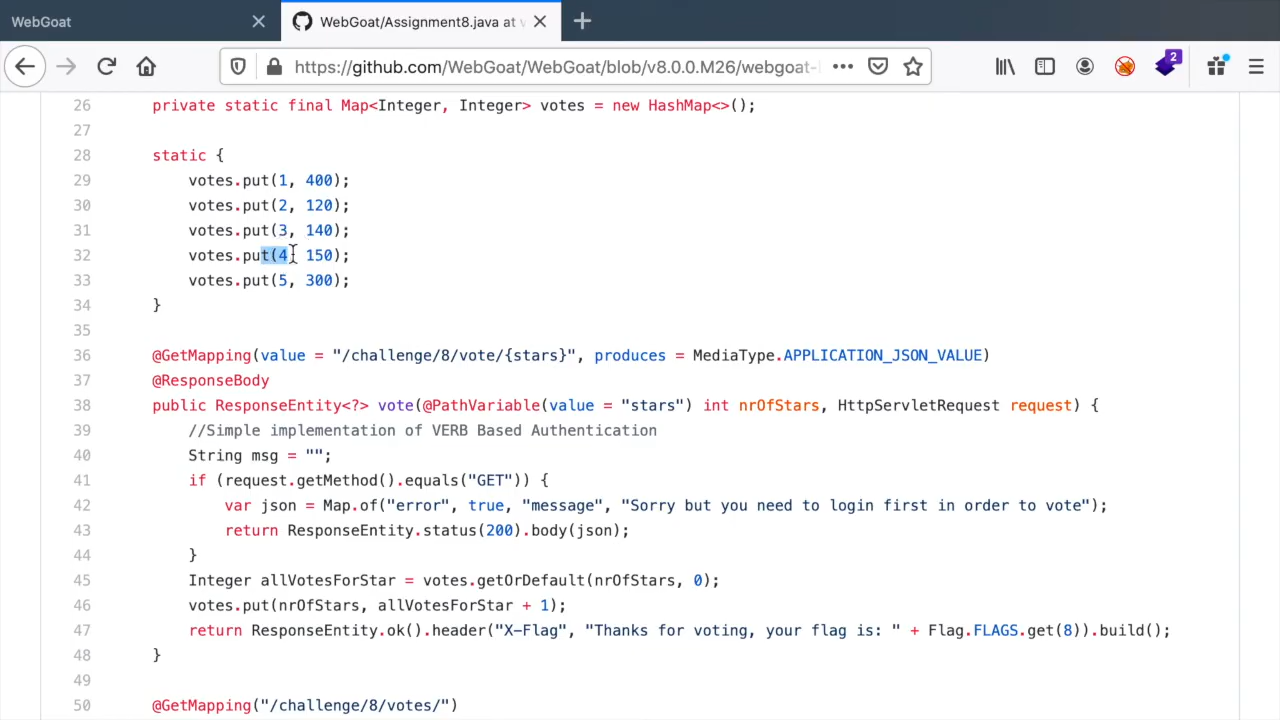 WebGoat
WebGoat/Assignment8.java at v
https://github.com/WebGoat/WebGoat/blob/v8.0.0.M26/webgoat-l
2
26 private static final Map<Integer, Integer> votes = new HashMap<>();
27
28 static {
29 votes.put(1, 400);
30 votes.put(2, 120);
31 votes.put(3, 140);
32 votes.put(4, 150);
33 votes.put(5, 300);
34 }
35
36 @GetMapping(value = "/challenge/8/vote/{stars}", produces = MediaType.APPLICATION_JSON_VALUE)
37 @ResponseBody
38 public ResponseEntity<?> vote(@PathVariable(value = "stars") int nrOfStars, HttpServletRequest request) {
39 //Simple implementation of VERB Based Authentication
40 String msg = "";
41 if (request.getMethod().equals("GET")) {
42 var json = Map.of("error", true, "message", "Sorry but you need to login first in order to vote");
43 return ResponseEntity.status(200).body(json);
44 }
45 Integer allVotesForStar = votes.getOrDefault(nrOfStars, 0);
46 votes.put(nrOfStars, allVotesForStar + 1);
47 return ResponseEntity.ok().header("X-Flag", "Thanks for voting, your flag is: " + Flag.FLAGS.get(8)).build();
48 }
49
50 @GetMapping("/challenge/8/votes/")